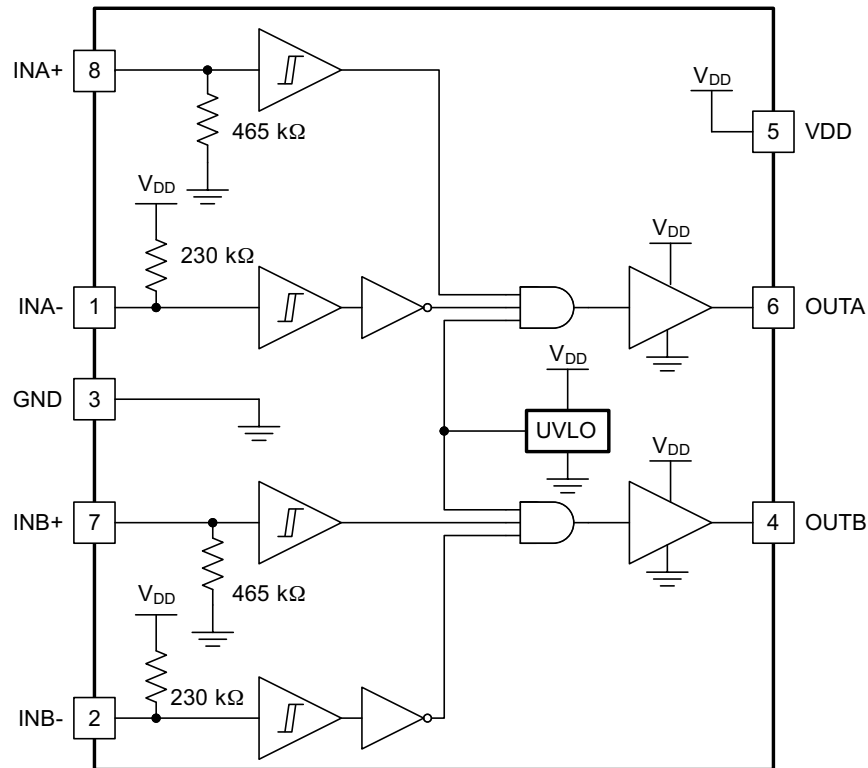 INA+
8
465 kΩ
VDD
5
VDD
VDD
230 kΩ
INA-
1
VDD
6
OUTA
GND
3
VDD
UVLO
INB+
7
465 kΩ
VDD
4
OUTB
VDD
230 kΩ
INB-
2